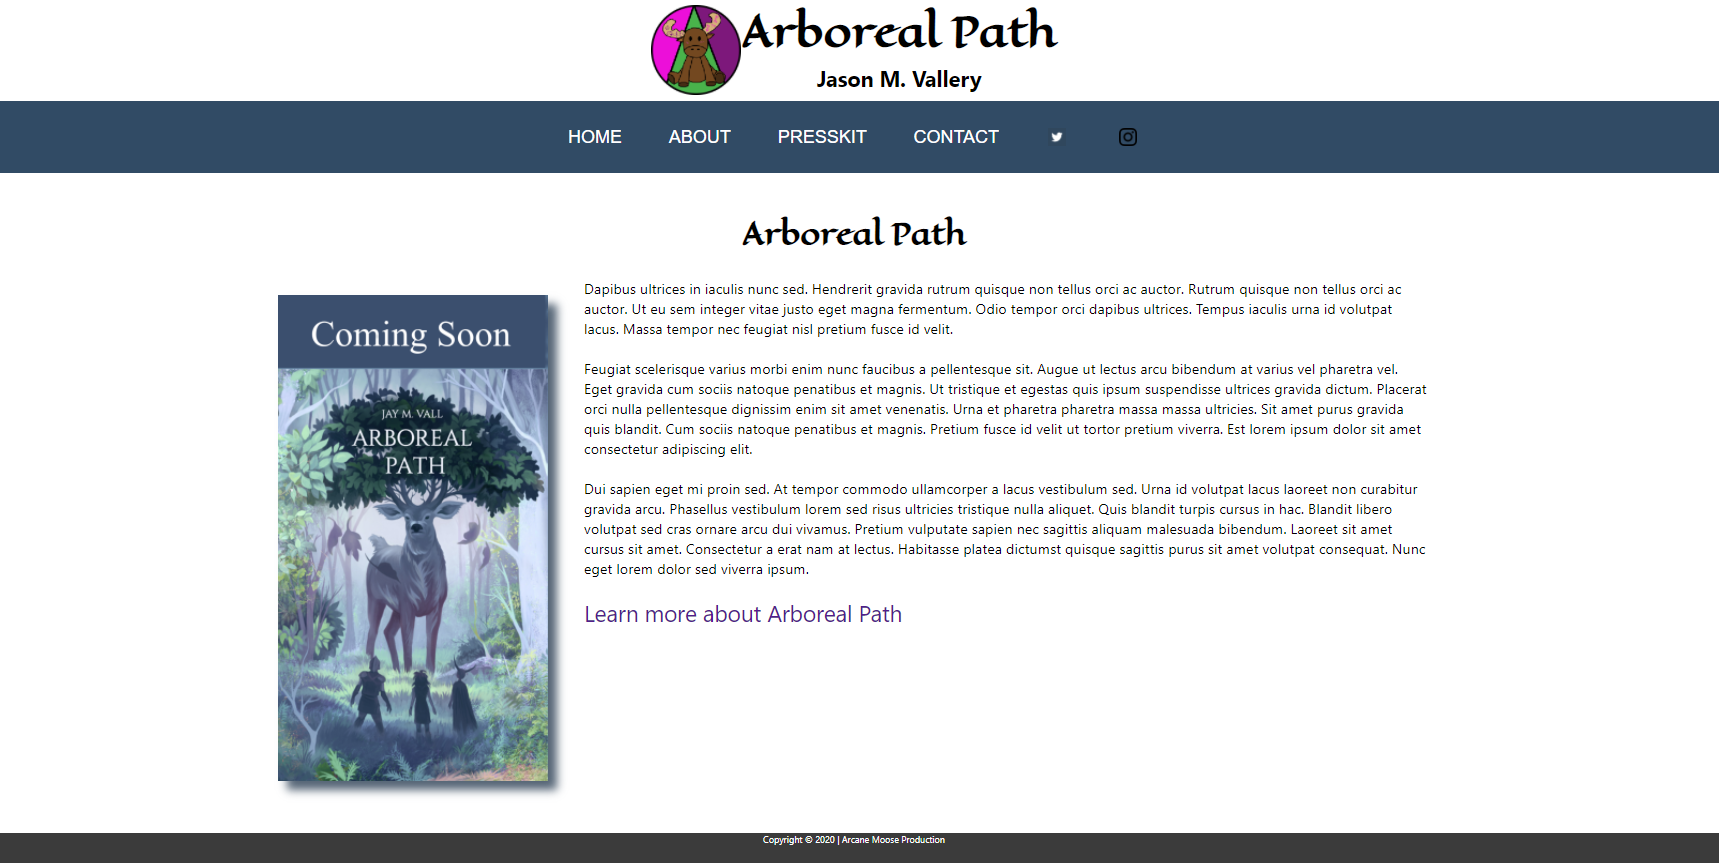 Arboreal Path
Jason M. Vallery
HOME ABOUT PRESSKIT CONTACT
Arboreal Path
Coming Soon
JAY M. VALL
ARBOREAL
PATH
Dapibus ultrices in iaculis nunc sed. Hendrerit gravida rutrum quisque non tellus orci ac auctor. Rutrum quisque non tellus orci ac
auctor. Ut eu sem integer vitae justo eget magna fermentum. Odio tempor orci dapibus ultrices. Tempus iaculis urna id volutpat
lacus. Massa tempor nec feugiat nisl pretium fusce id velit.
Feugiat scelerisque varius morbi enim nunc faucibus a pellentesque sit. Augue ut lectus arcu bibendum at varius vel pharetra vel.
Eget gravida cum sociis natoque penatibus et magnis. Ut tristique et egestas quis ipsum suspendisse ultrices gravida dictum. Placerat
orci nulla pellentesque dignissim enim sit amet venenatis. Urna et pharetra pharetra massa massa ultricies. Sit amet purus gravida
quis blandit. Cum sociis natoque penatibus et magnis. Pretium fusce id velit ut tortor pretium viverra. Est lorem ipsum dolor sit amet
consectetur adipiscing elit.
Dui sapien eget mi proin sed. At tempor commodo ullamcorper a lacus vestibulum sed. Urna id volutpat lacus laoreet non curabitur
gravida arcu. Phasellus vestibulum lorem sed risus ultricies tristique nulla aliquet. Quis blandit turpis cursus in hac. Blandit libero
volutpat sed cras ornare arcu dui vivamus. Pretium vulputate sapien nec sagittis aliquam malesuada bibendum. Laoreet sit amet
cursus sit amet. Consectetur a erat nam at lectus. Habitasse platea dictumst quisque sagittis purus sit amet volutpat consequat. Nunc
eget lorem dolor sed viverra ipsum.
Learn more about Arboreal Path
Copyright © 2020 | Arcane Moose Production